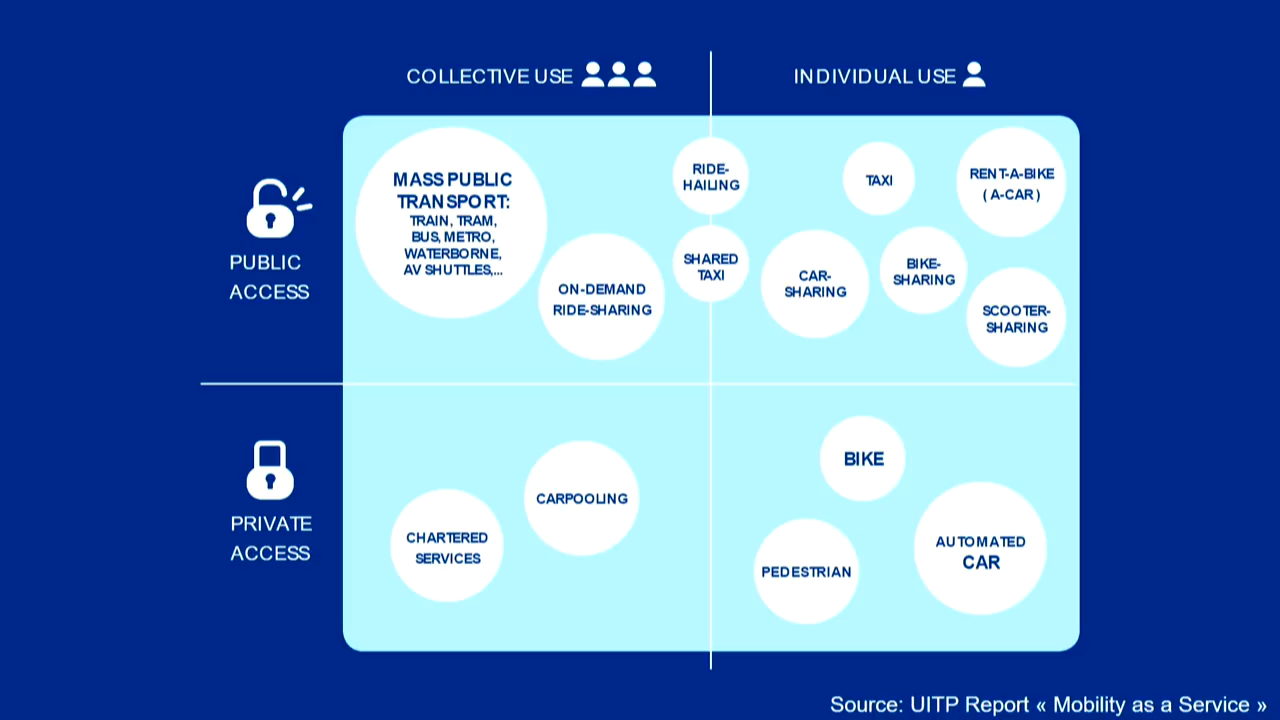 COLLECTIVE USE
INDIVIDUAL USE
PUBLIC
ACCESS
MASS PUBLIC
TRANSPORT:
TRAIN, TRAM,
BUS, METRO,
WATERBORNE,
AV SHUTTLES,...
ON-DEMAND
RIDE-SHARING
RIDE-
HAILING
SHARED
TAXI
TAXI
RENT-A-BIKE
( A-CAR )
CAR-
SHARING
BIKE-
SHARING
SCOOTER-
SHARING
PRIVATE
ACCESS
CHARTERED
SERVICES
CARPOOLING
BIKE
PEDESTRIAN
AUTOMATED
CAR
Source: UITP Report « Mobility as a Service »